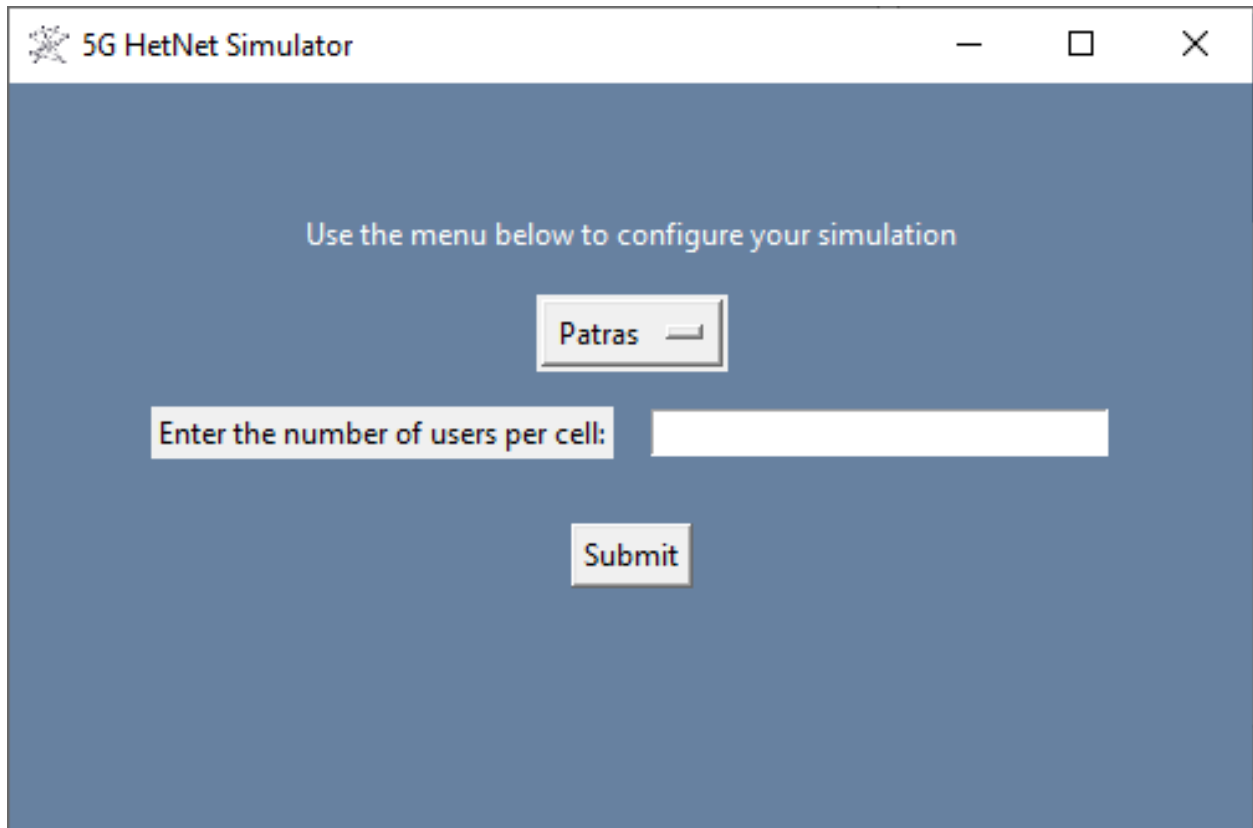 5G HetNet Simulator
Use the menu below to configure your simulation
Patras
Enter the number of users per cell:
Submit